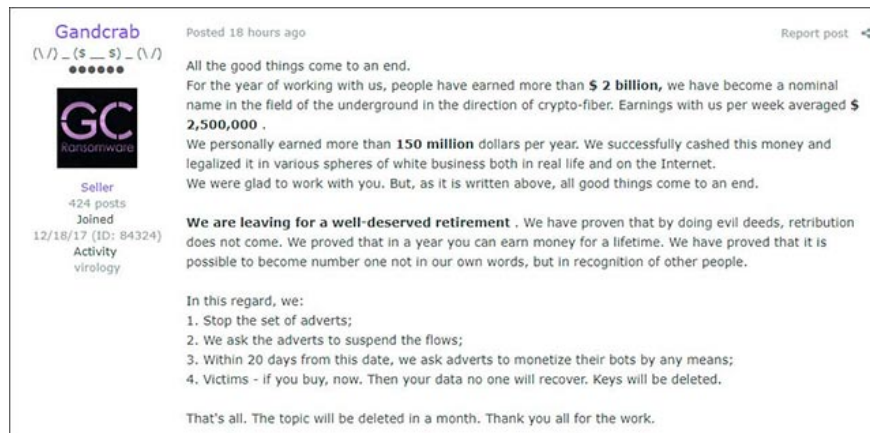 Gandcrab
(\/) _ ($ __ $) _ (\/)
GC
Ransomware
Seller
424 posts
Joined
12/18/17 (ID: 84324)
Activity
virology
Posted 18 hours ago
Report post
All the good things come to an end.
For the year of working with us, people have earned more than $ 2 billion, we have become a nominal
name in the field of the underground in the direction of crypto-fiber. Earnings with us per week averaged $
2,500,000 .
We personally earned more than 150 million dollars per year. We successfully cashed this money and
legalized it in various spheres of white business both in real life and on the Internet.
We were glad to work with you. But, as it is written above, all good things come to an end.
We are leaving for a well-deserved retirement . We have proven that by doing evil deeds, retribution
does not come. We proved that in a year you can earn money for a lifetime. We have proved that it is
possible to become number one not in our own words, but in recognition of other people.
In this regard, we:
1. Stop the set of adverts;
2. We ask the adverts to suspend the flows;
3. Within 20 days from this date, we ask adverts to monetize their bots by any means;
4. Victims - if you buy, now. Then your data no one will recover. Keys will be deleted.
That's all. The topic will be deleted in a month. Thank you all for the work.